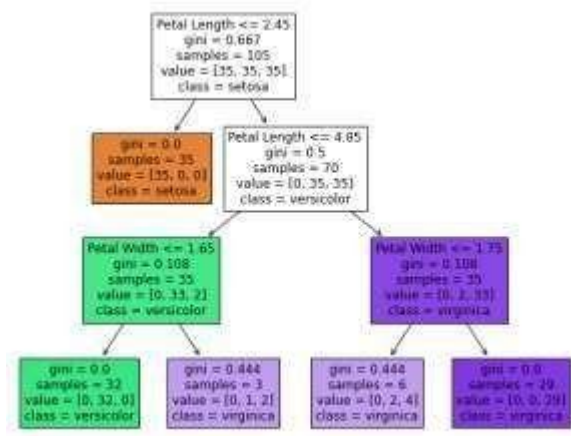 Petal Length <= 2.45
gini = 0.667
samples = 105
value = [35, 35, 35]
class = setosa
gini = 0.0
samples = 35
value = [35, 0, 0]
class = setosa
Petal Length <= 4.85
gini = 0.5
samples = 70
value = [0, 35, 35]
class = versicolor
Petal Width <= 1.65
gini = 0.108
samples = 35
value = [0, 33, 2]
class = versicolor
Petal Width <= 1.75
gini = 0.108
samples = 35
value = [0, 2, 33]
class = virginica
gini = 0.0
samples = 32
value = [0, 32, 0]
class = versicolor
gini = 0.444
samples = 3
value = [0, 1, 2]
class = virginica
gini = 0.444
samples = 6
value = [0, 2, 4]
class = virginica
gini = 0.0
samples = 29
value = [0, 0, 29]
class = virginica